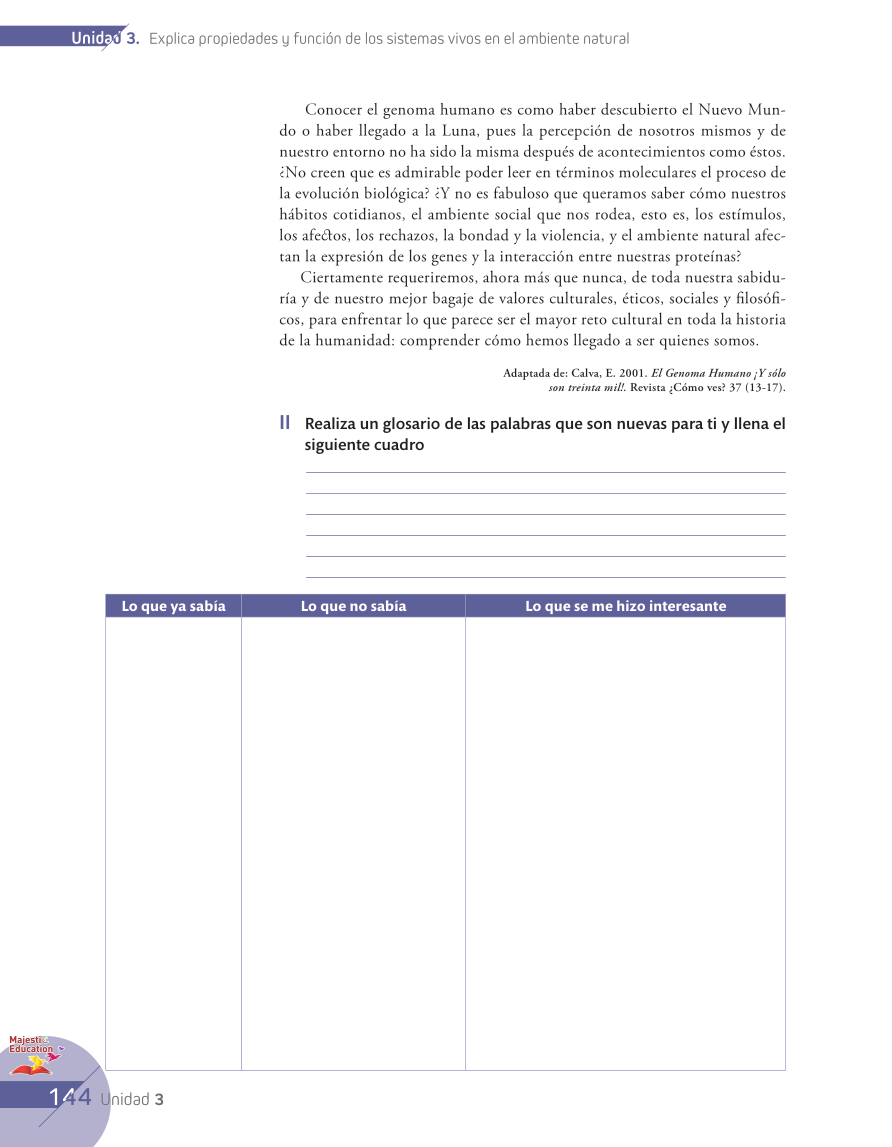 Unidad 3. Explica propiedades y función de los sistemas vivos en el ambiente natural
Conocer el genoma humano es como haber descubierto el Nuevo Mun-
do o haber llegado a la Luna, pues la percepción de nosotros mismos y de
nuestro entorno no ha sido la misma después de acontecimientos como éstos.
¿No creen que es admirable poder leer en términos moleculares el proceso de
la evolución biológica? ¿Y no es fabuloso que queramos saber cómo nuestros
hábitos cotidianos, el ambiente social que nos rodea, esto es, los estímulos,
los afectos, los rechazos, la bondad y la violencia, y el ambiente natural afec-
tan la expresión de los genes y la interacción entre nuestras proteínas?
Ciertamente requeriremos, ahora más que nunca, de toda nuestra sabidu-
ría y de nuestro mejor bagaje de valores culturales, éticos, sociales y filosófi-
cos, para enfrentar lo que parece ser el mayor reto cultural en toda la historia
de la humanidad: comprender cómo hemos llegado a ser quienes somos.
Adaptada de: Calva, E. 2001. El Genoma Humano ¡Y sólo
son treinta mil!. Revista ¿Cómo ves? 37 (13-17).
II Realiza un glosario de las palabras que son nuevas para ti y llena el
siguiente cuadro
Lo que ya sabía Lo que no sabía Lo que se me hizo interesante
Majestic
Education
144 Unidad 3